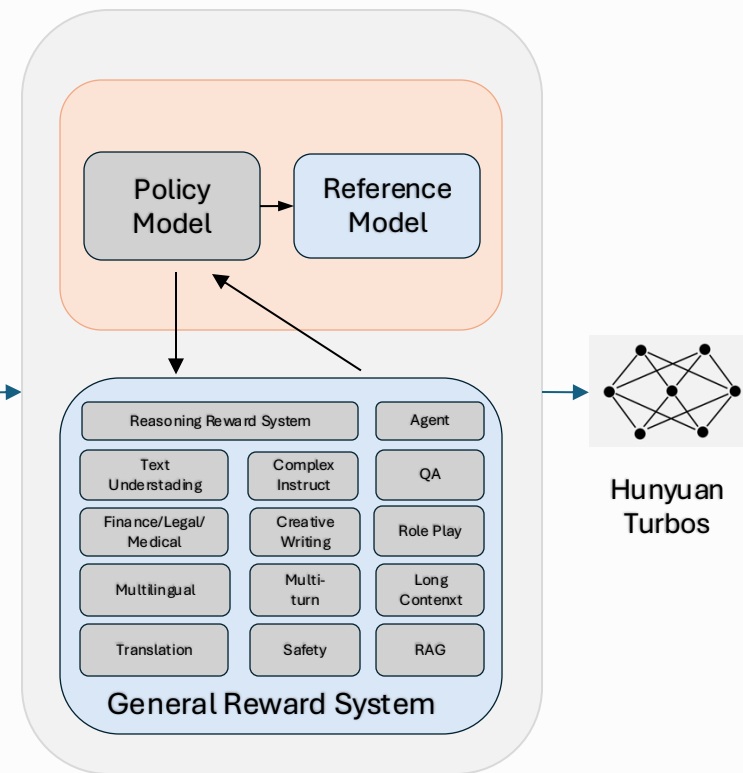 Policy
Model
Reference
Model
Reasoning Reward System
Agent
Text
Understading
Complex
Instruct
QA
Finance/Legal/
Medical
Creative
Writing
Role Play
Multilingual
Multi-
turn
Long
Contenxt
Translation
Safety
RAG
General Reward System
Hunyuan
Turbos